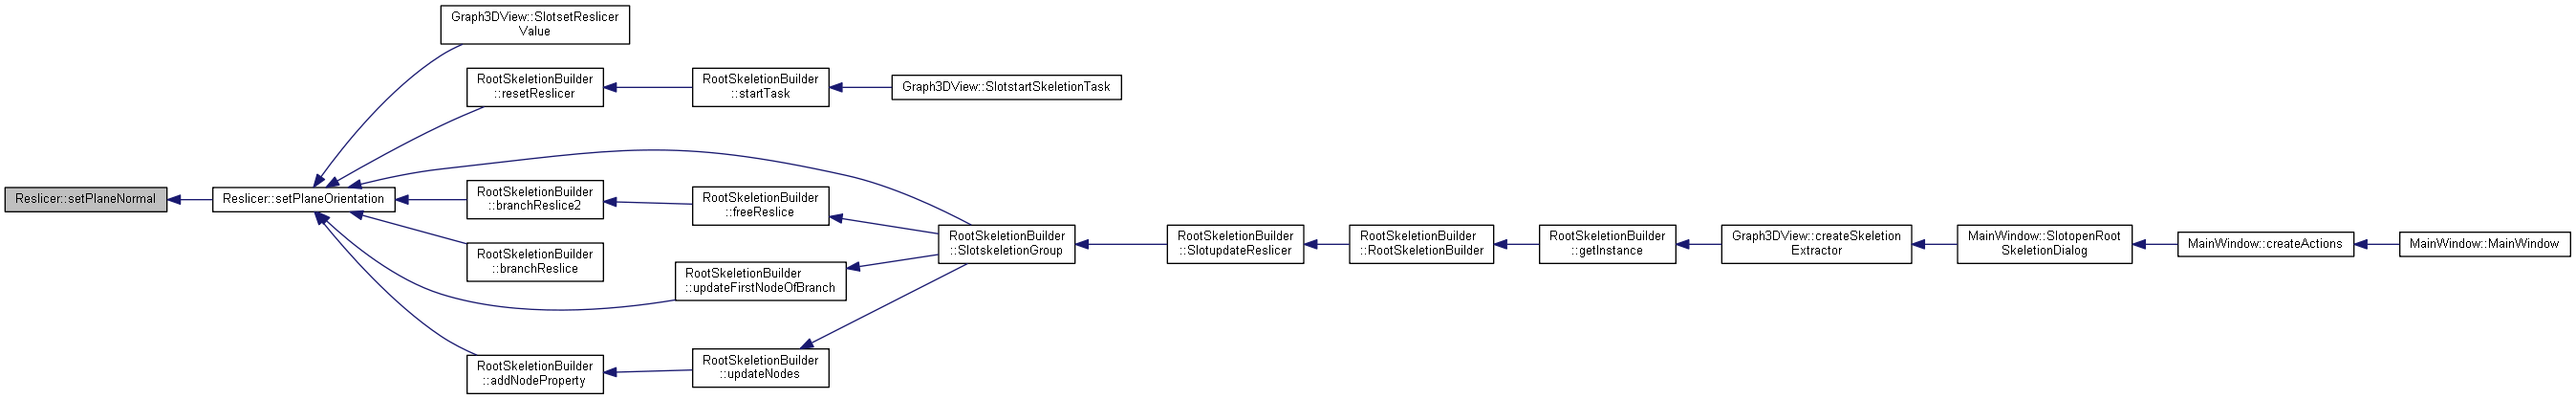 Graph3DView::SlotsetReslicer
Value
RootSkeletionBuilder
::resetReslicer
RootSkeletionBuilder
::startTask
Graph3DView::SlotstartSkeletionTask
Reslicer::setPlaneNormal
Reslicer::setPlaneOrientation
RootSkeletionBuilder
::branchReslice2
RootSkeletionBuilder
::freeReslice
RootSkeletionBuilder
::branchReslice
RootSkeletionBuilder
::updateFirstNodeOfBranch
RootSkeletionBuilder
::addNodeProperty
RootSkeletionBuilder
::updateNodes
RootSkeletionBuilder
::SlotskeletionGroup
RootSkeletionBuilder
::SlotupdateReslicer
RootSkeletionBuilder
::RootSkeletionBuilder
RootSkeletionBuilder
::getInstance
Graph3DView::createSkeletion
Extractor
MainWindow::SlotopenRoot
SkeletionDialog
MainWindow::createActions
MainWindow::MainWindow